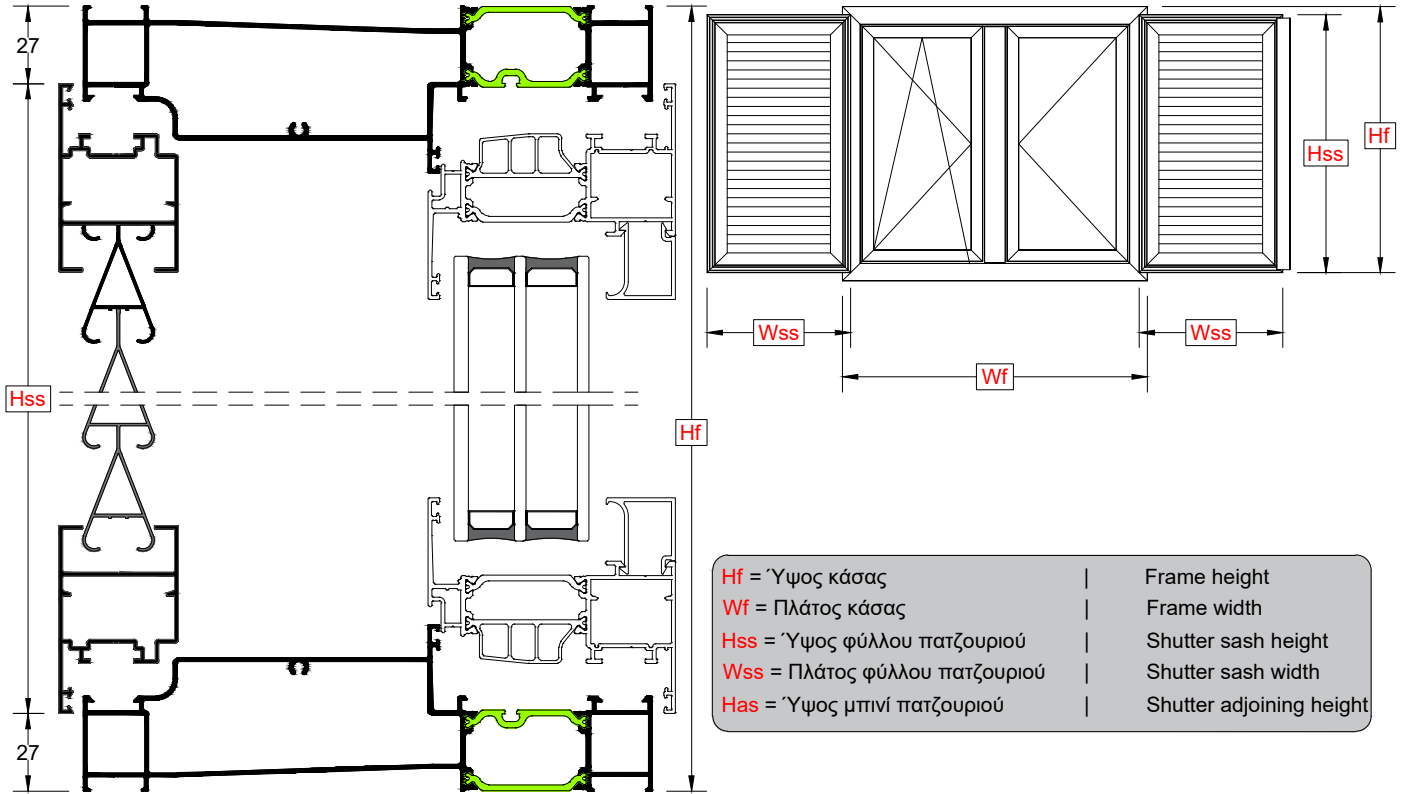 27
Hss
27
Hf
Hss
Hf
Wss
Wss
Wf
Hf = Ύψος κάσας | Frame height
Wf = Πλάτος κάσας | Frame width
Hss = Ύψος φύλλου πατζουριού | Shutter sash height
Wss = Πλάτος φύλλου πατζουριού | Shutter sash width
Has = Ύψος μπινί πατζουριού | Shutter adjoining height